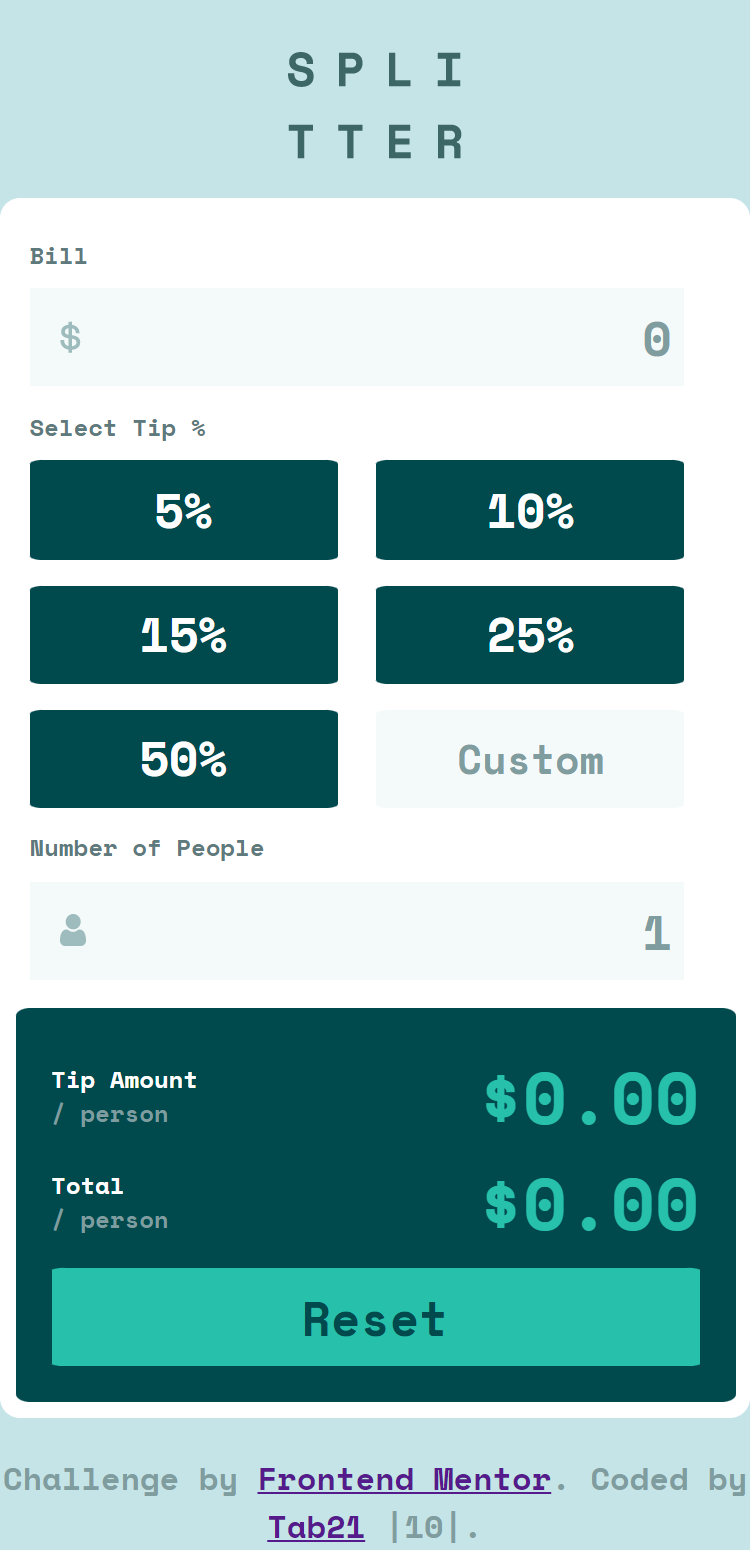 SPLI
TTER
Bill
$ 0
Select Tip %
5% 10%
15% 25%
50% Custom
Number of People
1
Tip Amount
/ person
$0.00
Total
/ person
$0.00
Reset
Challenge by Frontend Mentor. Coded by
Tab21 |10|.